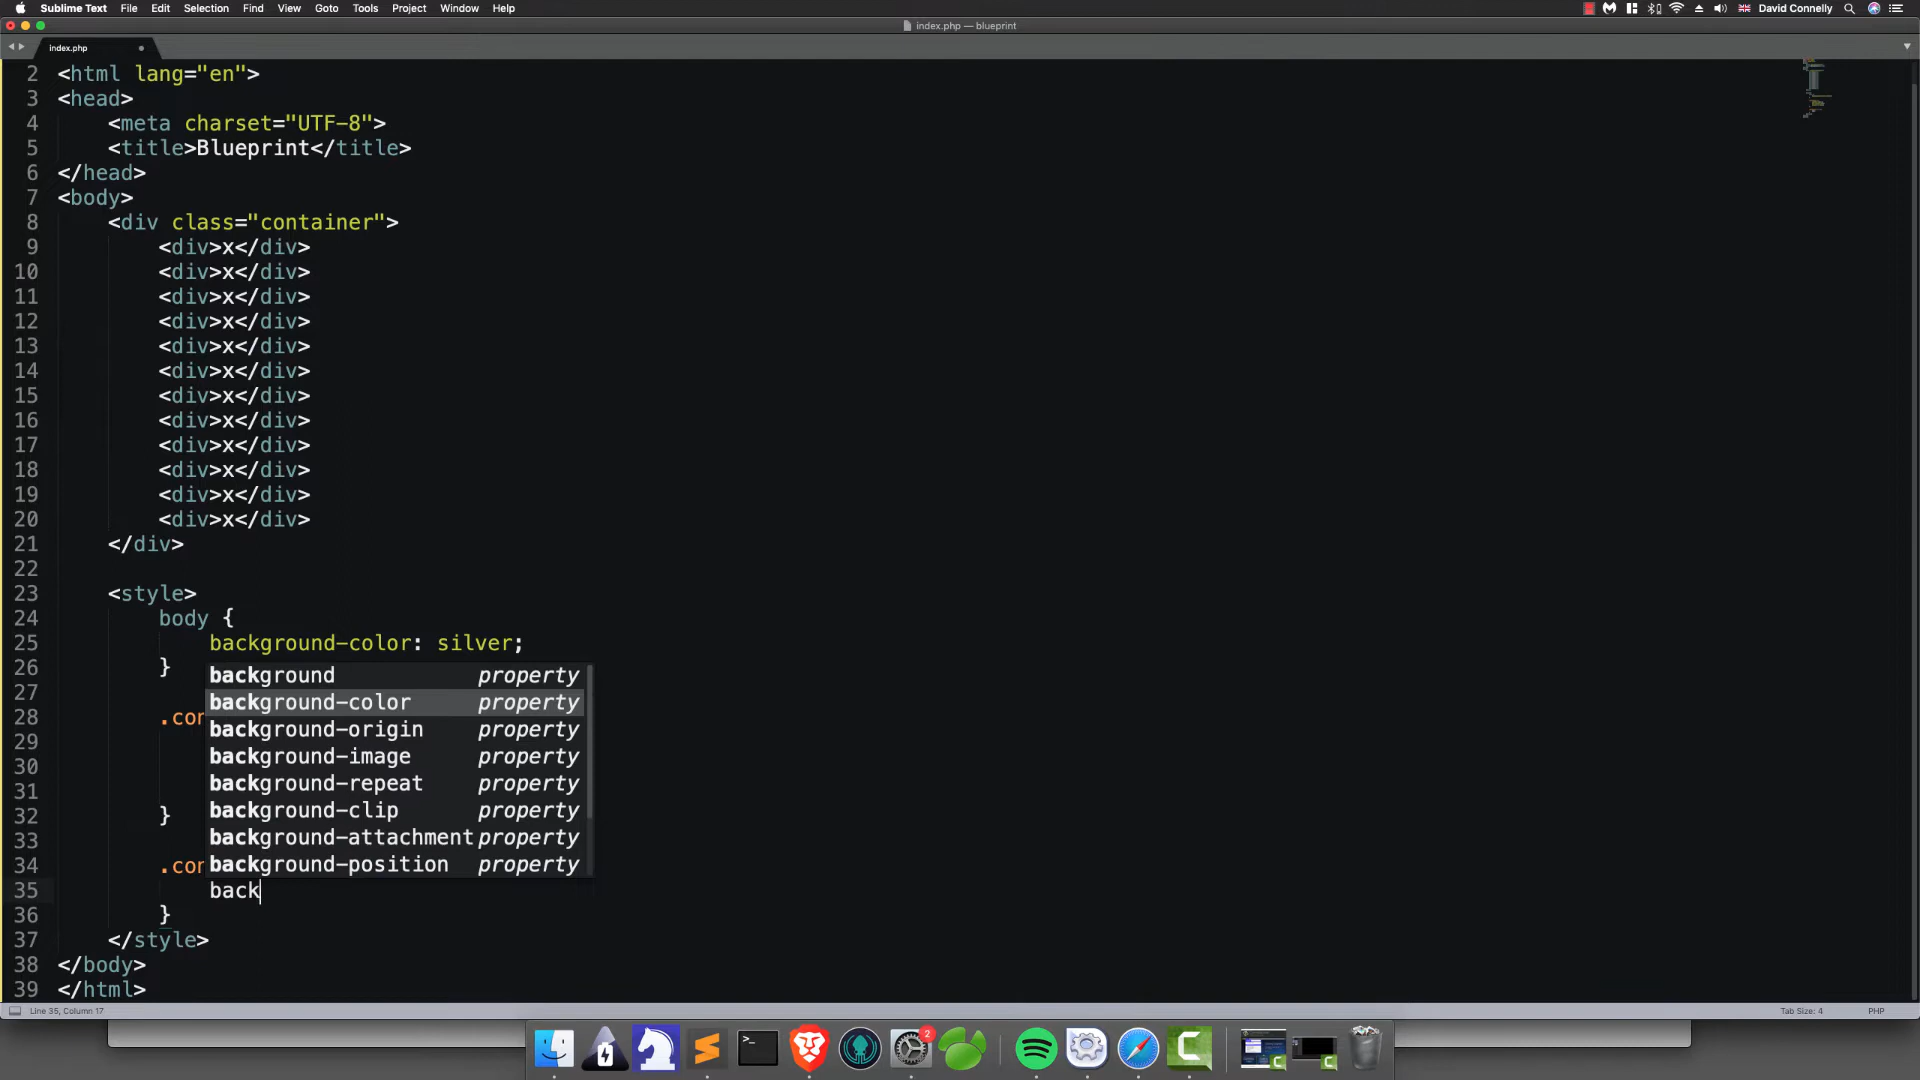 Sublime Text File Edit Selection Find View Goto Tools Project Window Help David Connelly
index.php — blueprint
index.php
2 <html lang="en">
3 <head>
4 <meta charset="UTF-8">
5 <title>Blueprint</title>
6 </head>
7 <body>
8 <div class="container">
9 <div>x</div>
10 <div>x</div>
11 <div>x</div>
12 <div>x</div>
13 <div>x</div>
14 <div>x</div>
15 <div>x</div>
16 <div>x</div>
17 <div>x</div>
18 <div>x</div>
19 <div>x</div>
20 <div>x</div>
21 </div>
22
23 <style>
24 body {
25 background-color: silver;
26 }
background property
27
background-color property
28 .con
background-origin property
29
background-image property
30
background-repeat property
31
background-clip property
32 }
background-attachment property
33
background-position property
34 .con
35 back
36 }
37 </style>
38 </body>
39 </html>
Line 35, Column 17 Tab Size: 4 PHP
>_
2